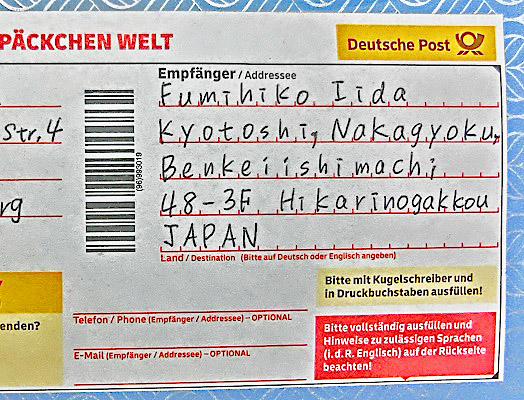 PÄCKCHEN WELT
Deutsche Post
Empfänger / Addressee
Fumihiko Iida
Str. 4
Kyotoshi, Nakagyoku,
Benkeiishimachi
48-3F Hikarinogakkou
rg
JAPAN
Land / Destination (Bitte auf Deutsch oder Englisch angeben)
Bitte mit Kugelschreiber und
in Druckbuchstaben ausfüllen!
enden?
Telefon / Phone (Empfänger / Addressee) – OPTIONAL
E-Mail (Empfänger / Addressee) – OPTIONAL
Bitte vollständig ausfüllen und
Hinweise zu zulässigen Sprachen
(i. d. R. Englisch) auf der Rückseite
beachten!